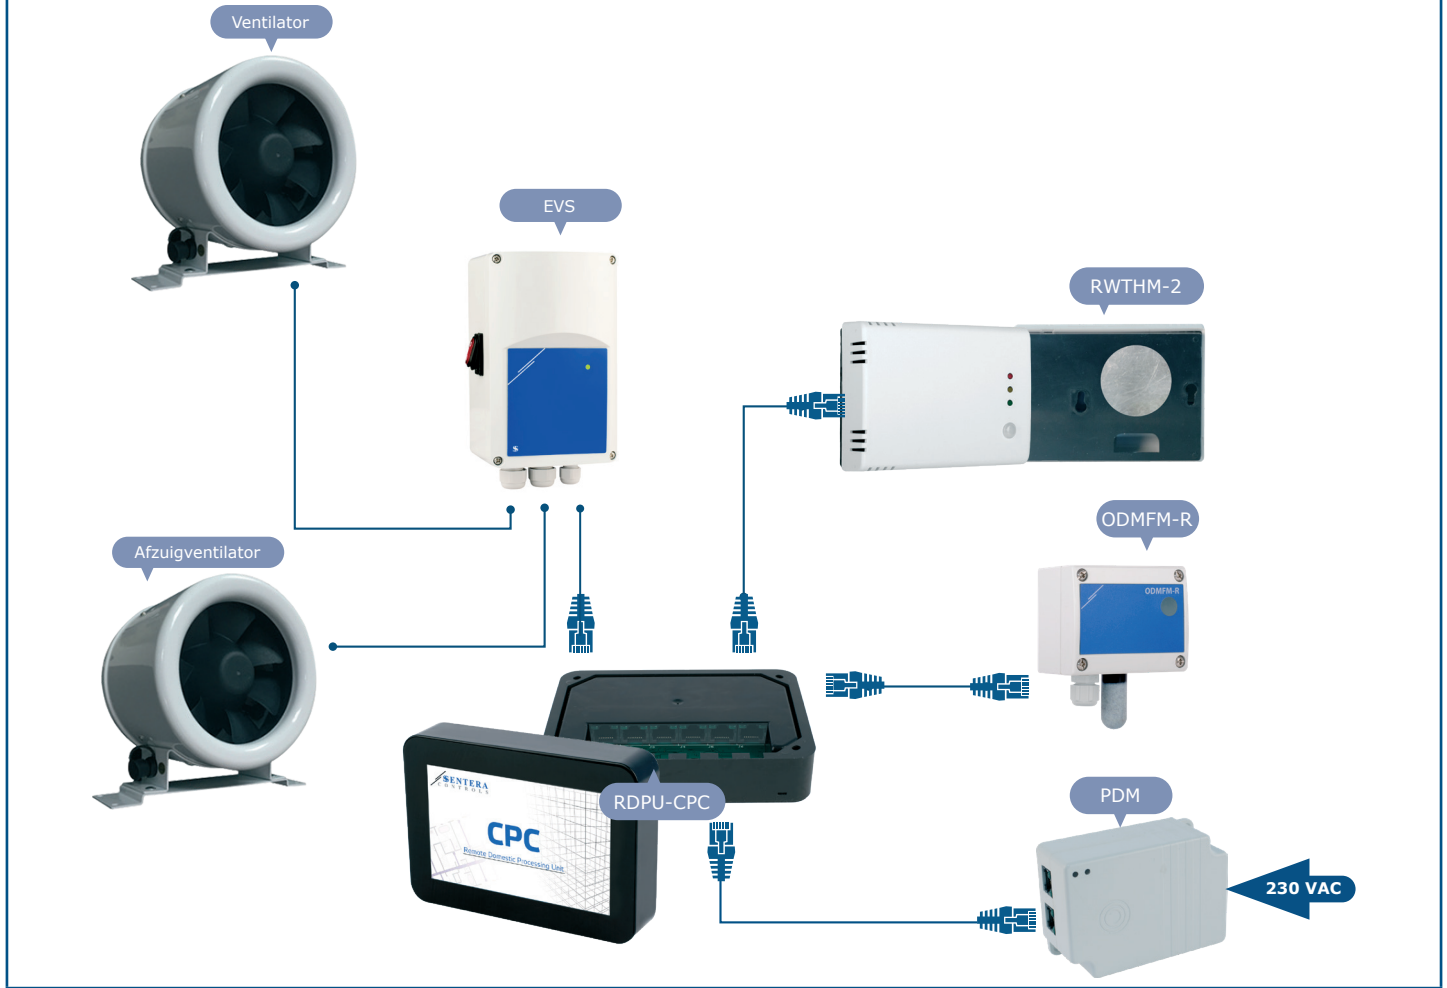 Ventilator
EVS
RWTHM-2
ODMFM-R
ODMFM-R
Afzuigventilator
SENTERA
CONTROLS
CPC
Remote Domestic Processing Unit
RDPU-CPC
PDM
230 VAC